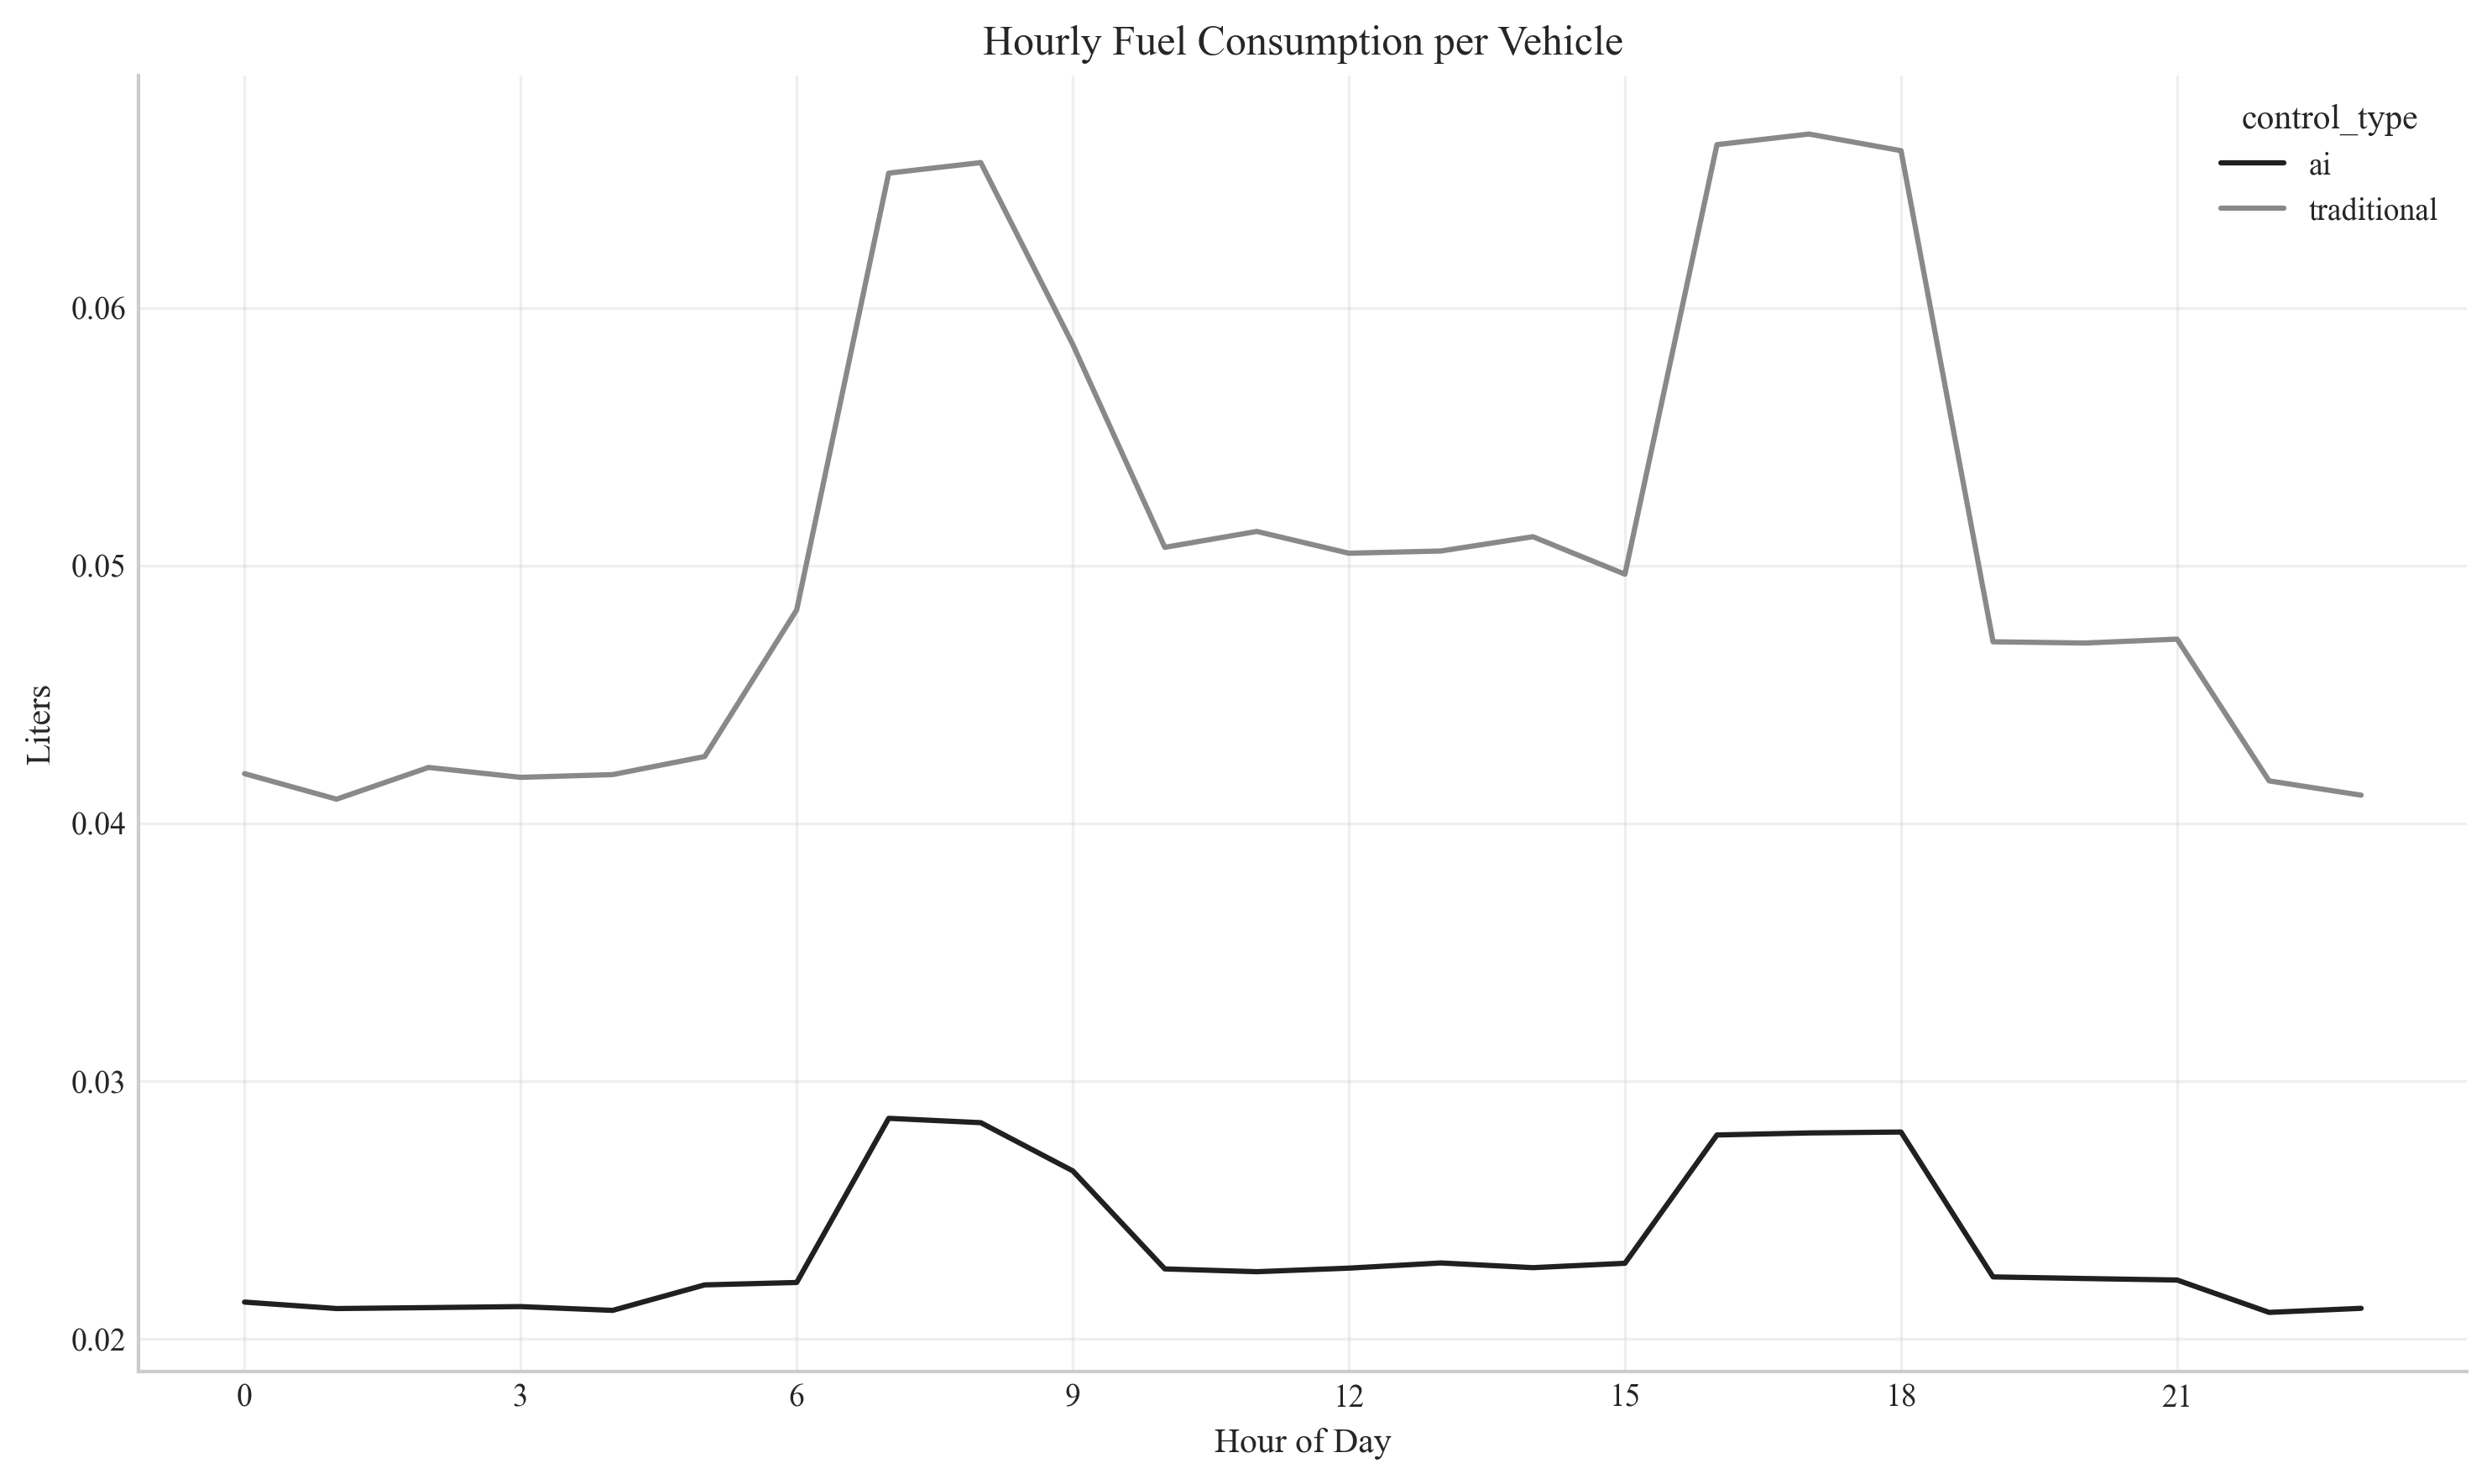 Hourly Fuel Consumption per Vehicle
control_type
ai
traditional
0.06
0.05
0.04
0.03
0.02
Liters
0 3 6 9 12 15 18 21
Hour of Day